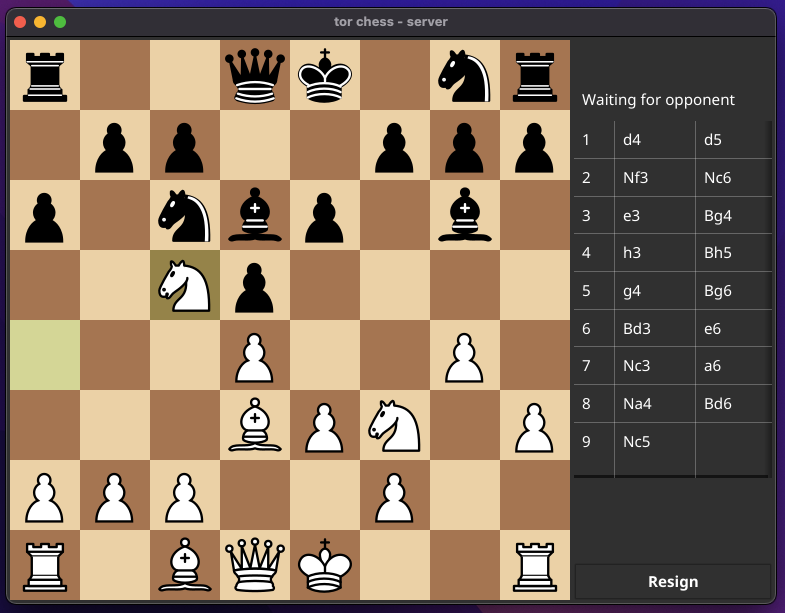 tor chess - server
Waiting for opponent
1 d4 d5
2 Nf3 Nc6
3 e3 Bg4
4 h3 Bh5
5 g4 Bg6
6 Bd3 e6
7 Nc3 a6
8 Na4 Bd6
9 Nc5
Resign